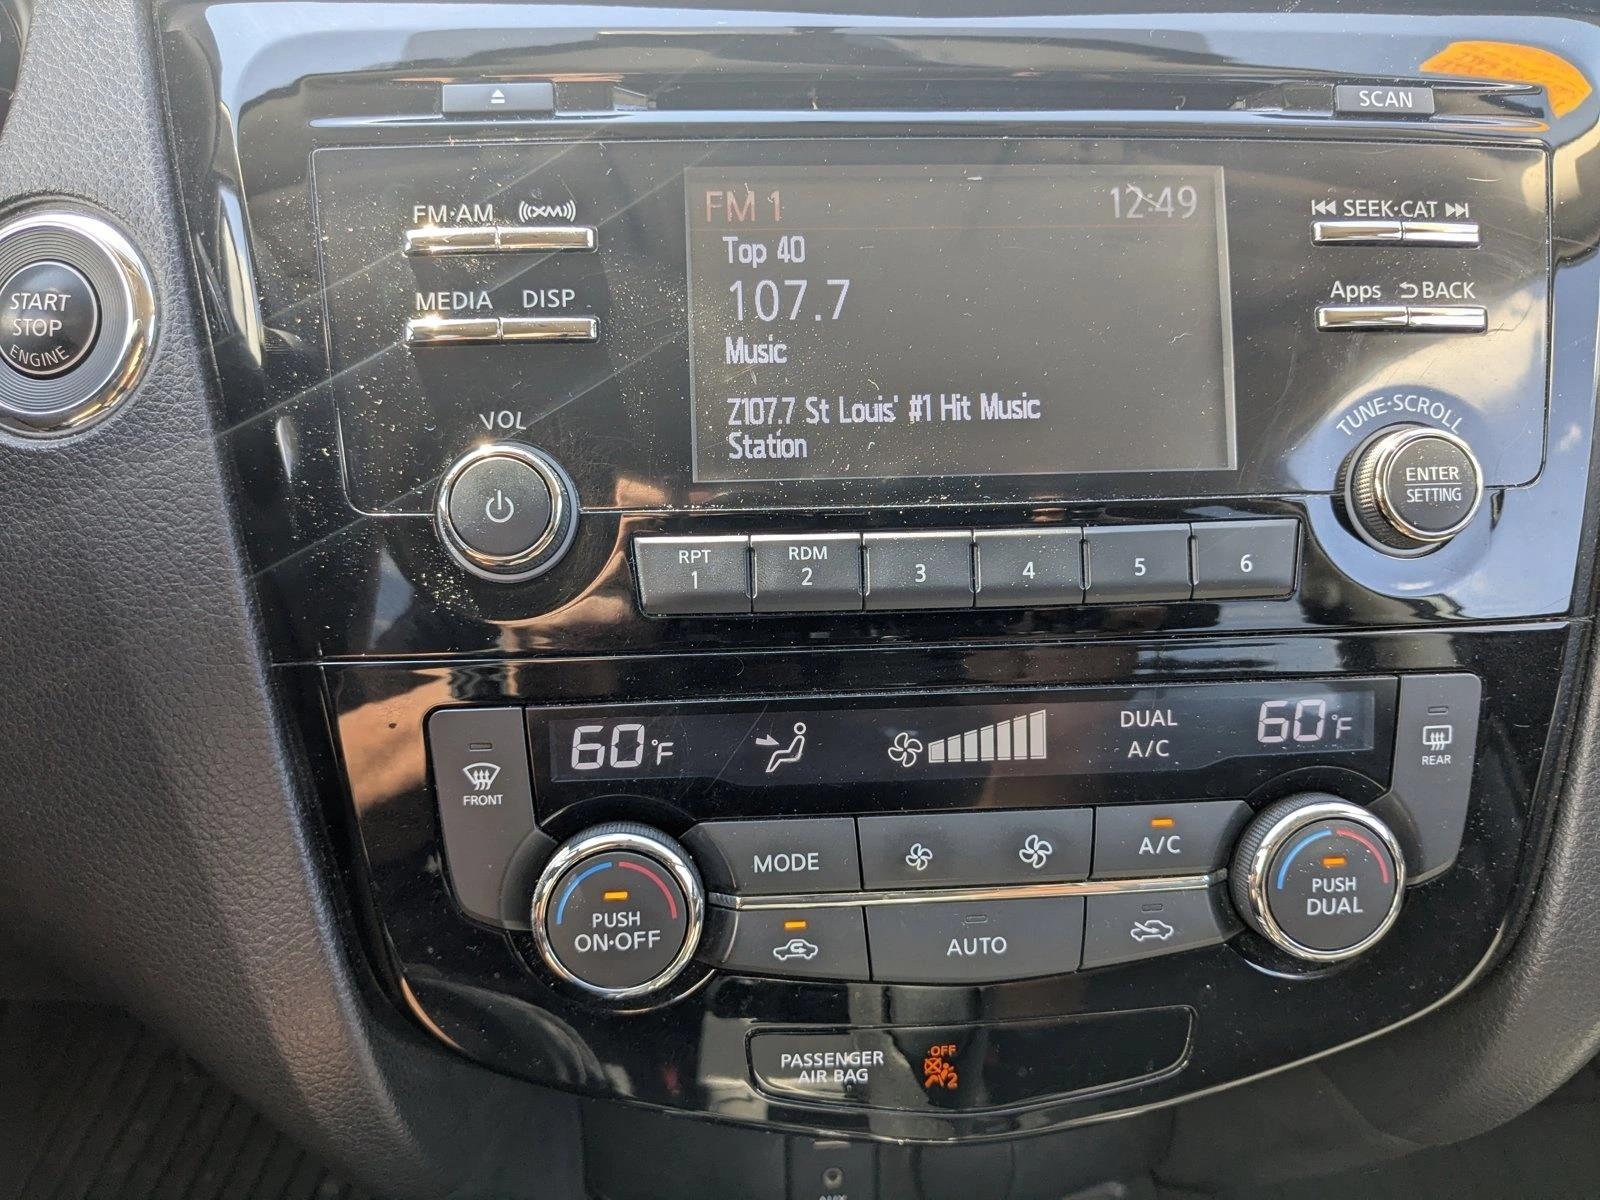 SCAN
FM·AM
XM
MEDIA
DISP
VOL
FM 1
12:49
Top 40
107.7
Music
Z107.7 St Louis' #1 Hit Music
Station
SEEK·CAT
Apps
BACK
TUNE·SCROLL
ENTER
SETTING
START
STOP
ENGINE
RPT
1
RDM
2
3
4
5
6
60°F
DUAL
A/C
60°F
FRONT
REAR
MODE
A/C
PUSH
ON·OFF
AUTO
PUSH
DUAL
PASSENGER
AIR BAG
OFF
2